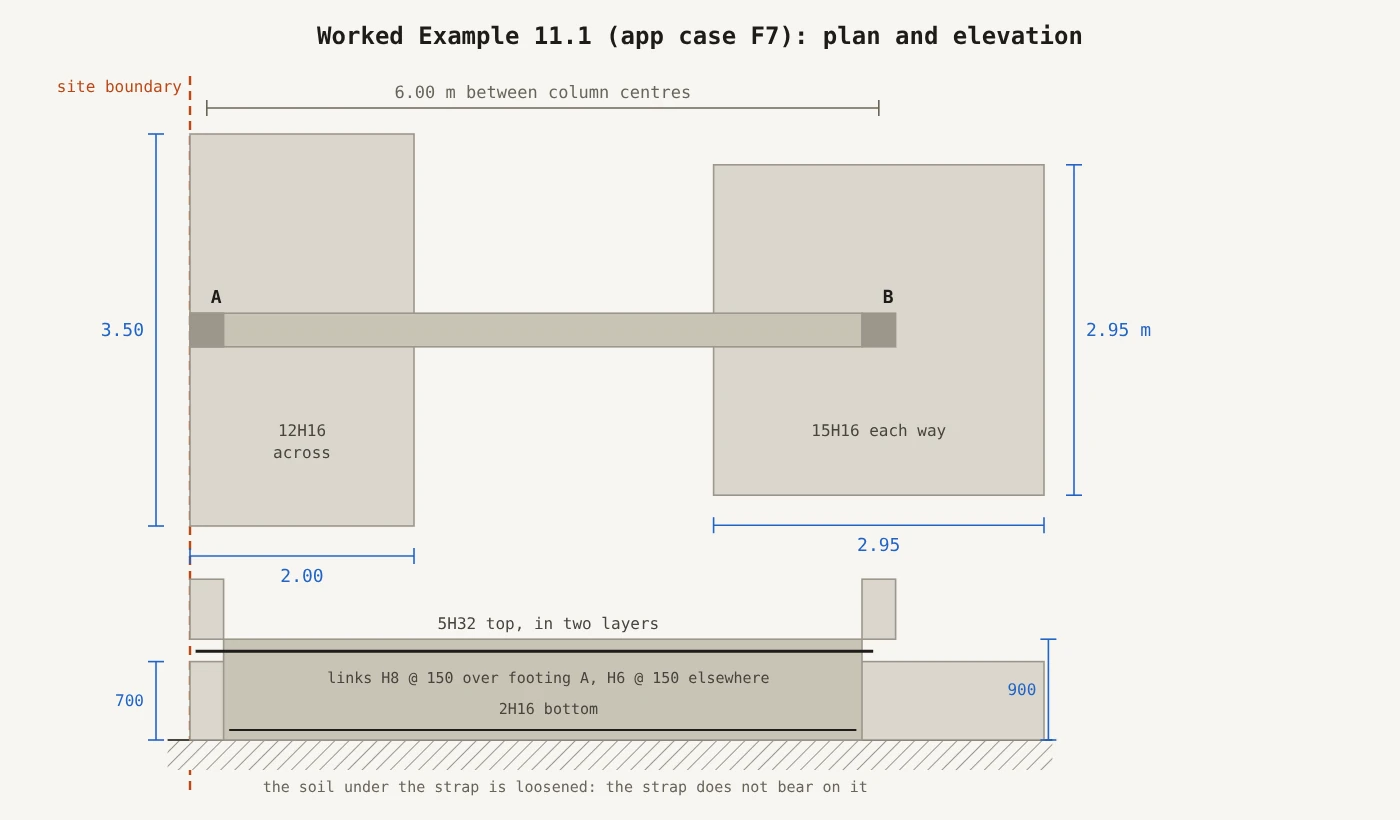 Worked Example 11.1 (app case F7): plan and elevation
site boundary
6.00 m between column centres
A
B
3.50
2.95 m
12H16
across
15H16 each way
2.95
2.00
5H32 top, in two layers
links H8 @ 150 over footing A, H6 @ 150 elsewhere
900
700
2H16 bottom
the soil under the strap is loosened: the strap does not bear on it